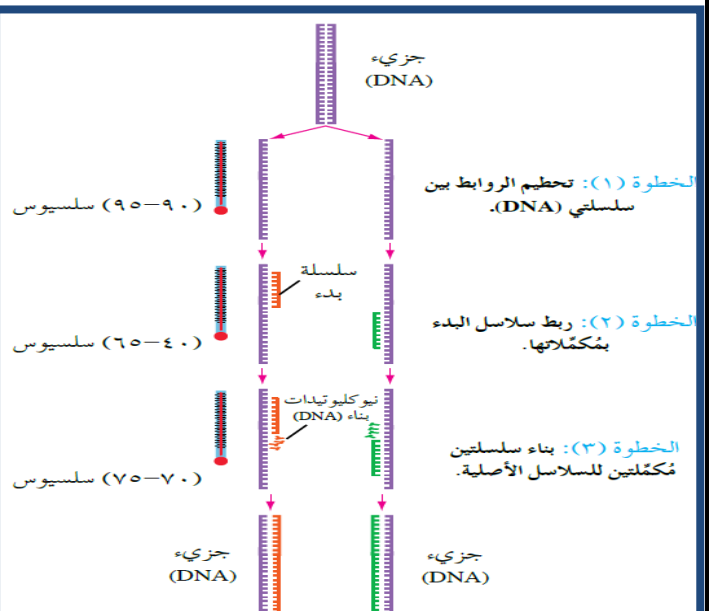 جزيء
(DNA)
الخطوة (١): تحطيم الروابط بين
سلسلتي (DNA).
(٩٠–٩٥) سلسيوس
سلسلة
بدء
الخطوة (٢): ربط سلاسل البدء
بمُكمّلاتها.
(٤٠–٦٥) سلسيوس
نيوكليوتيدات
بناء (DNA)
الخطوة (٣): بناء سلسلتين
مُكمّلتين للسلاسل الأصلية.
(٧٠–٧٥) سلسيوس
جزيء
(DNA)
جزيء
(DNA)